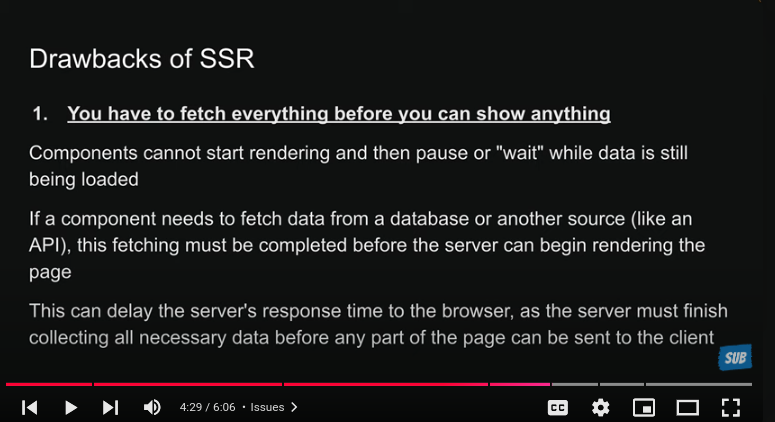 Drawbacks of SSR
1. You have to fetch everything before you can show anything
Components cannot start rendering and then pause or "wait" while data is still
being loaded
If a component needs to fetch data from a database or another source (like an
API), this fetching must be completed before the server can begin rendering the
page
This can delay the server's response time to the browser, as the server must finish
collecting all necessary data before any part of the page can be sent to the client
SUB
4:29 / 6:06 • Issues
CC